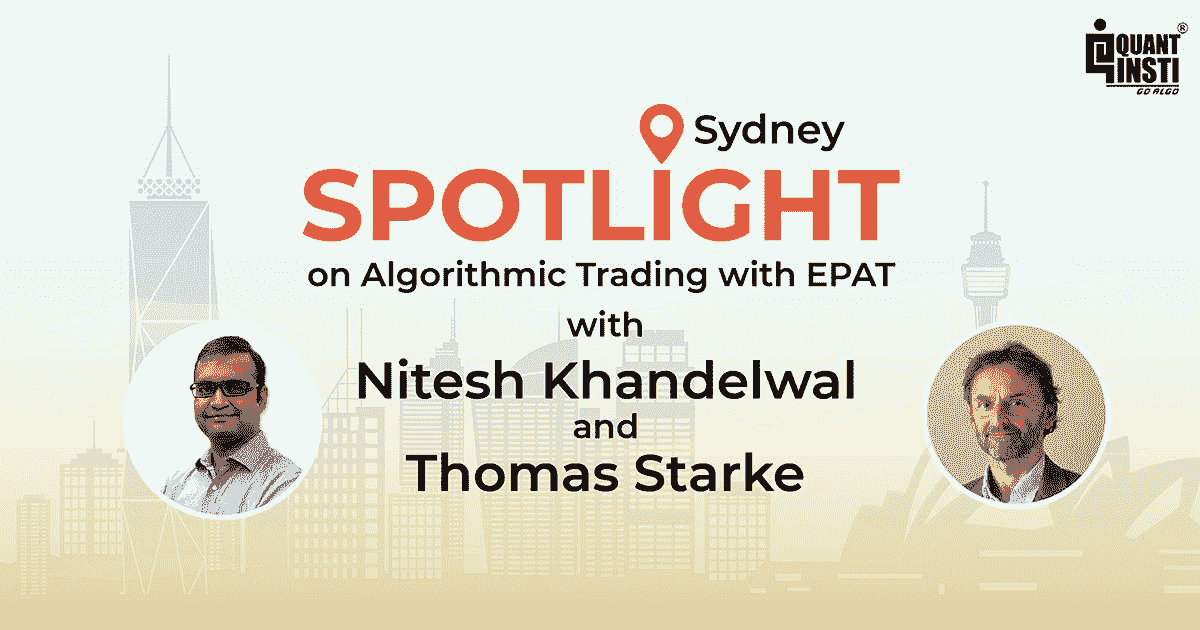 QUANT®
INSTI
GO ALGO
Sydney
SPOTLIGHT
on Algorithmic Trading with EPAT
with
Nitesh Khandelwal
and
Thomas Starke